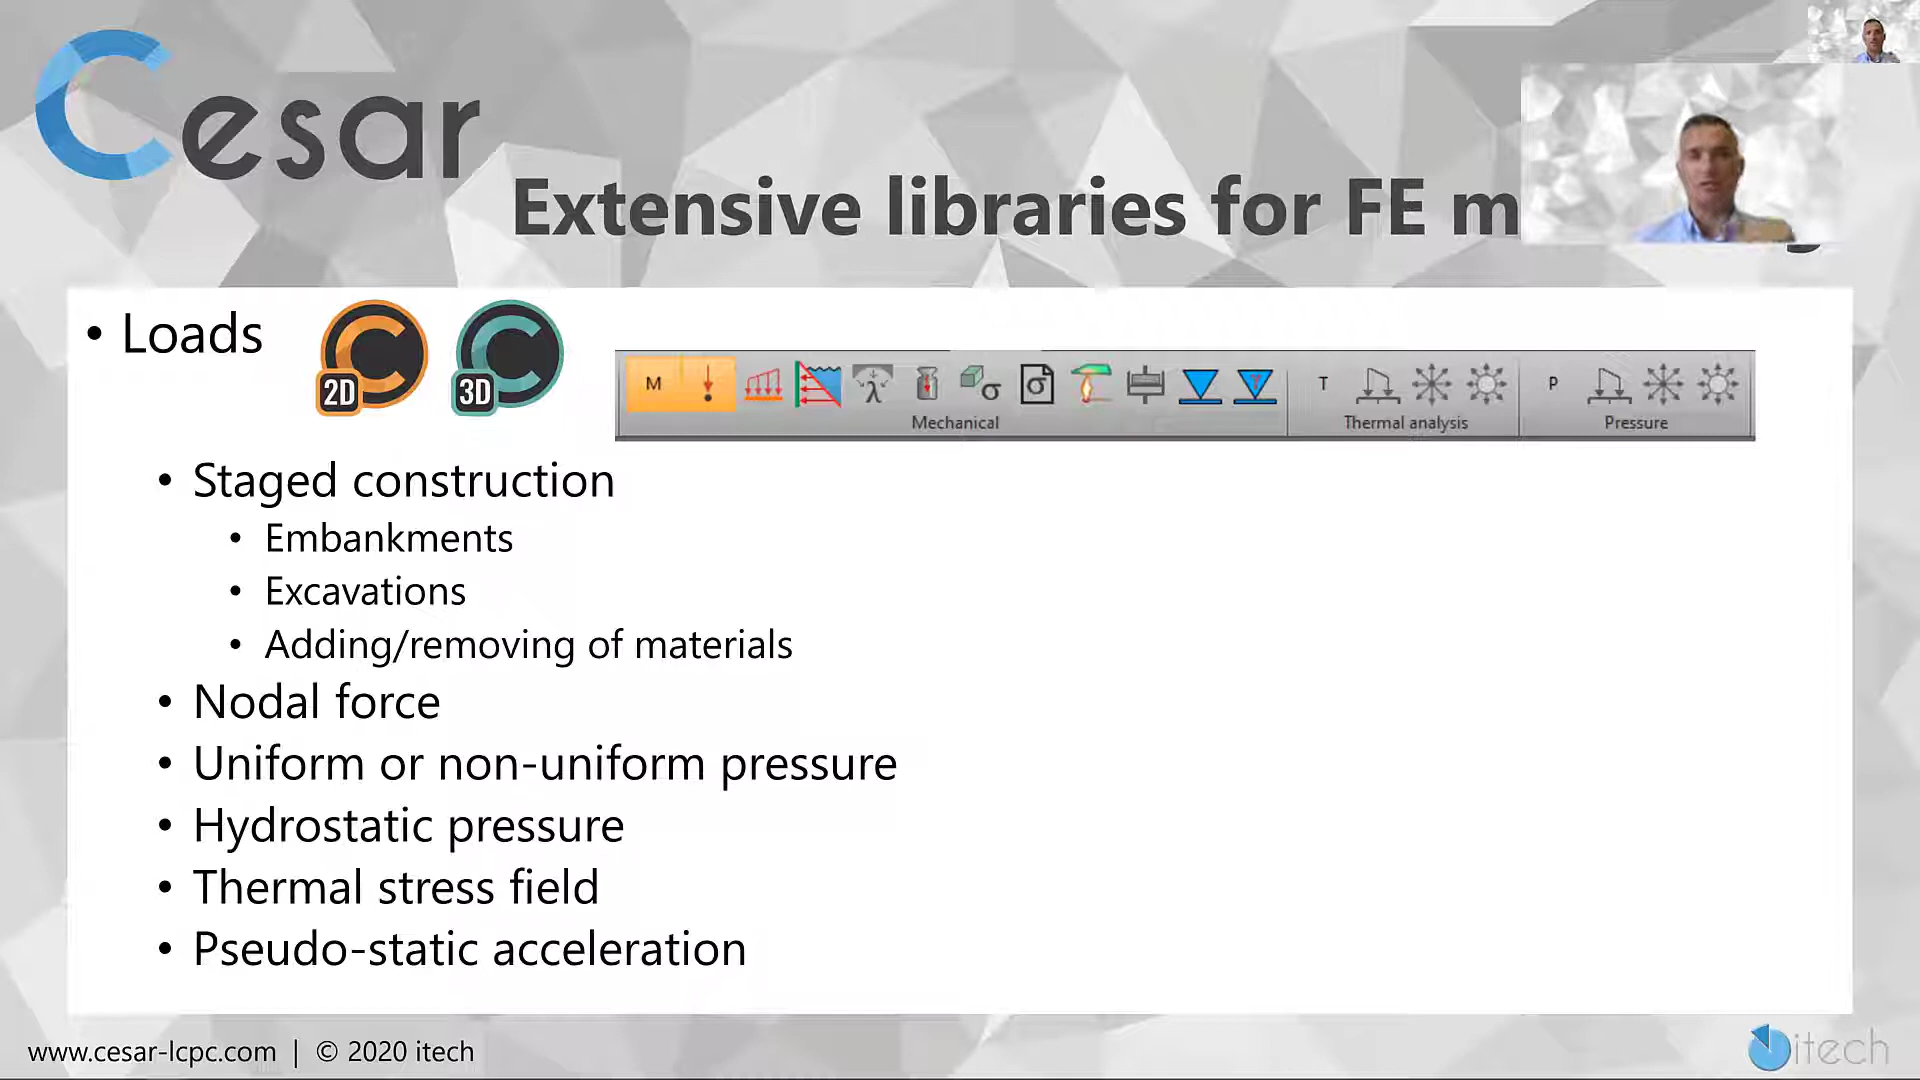 Cesar
Extensive libraries for FE m
• Loads
2D
3D
M
T
P
Mechanical
Thermal analysis
Pressure
• Staged construction
• Embankments
• Excavations
• Adding/removing of materials
• Nodal force
• Uniform or non-uniform pressure
• Hydrostatic pressure
• Thermal stress field
• Pseudo-static acceleration
www.cesar-lcpc.com | © 2020 itech
itech